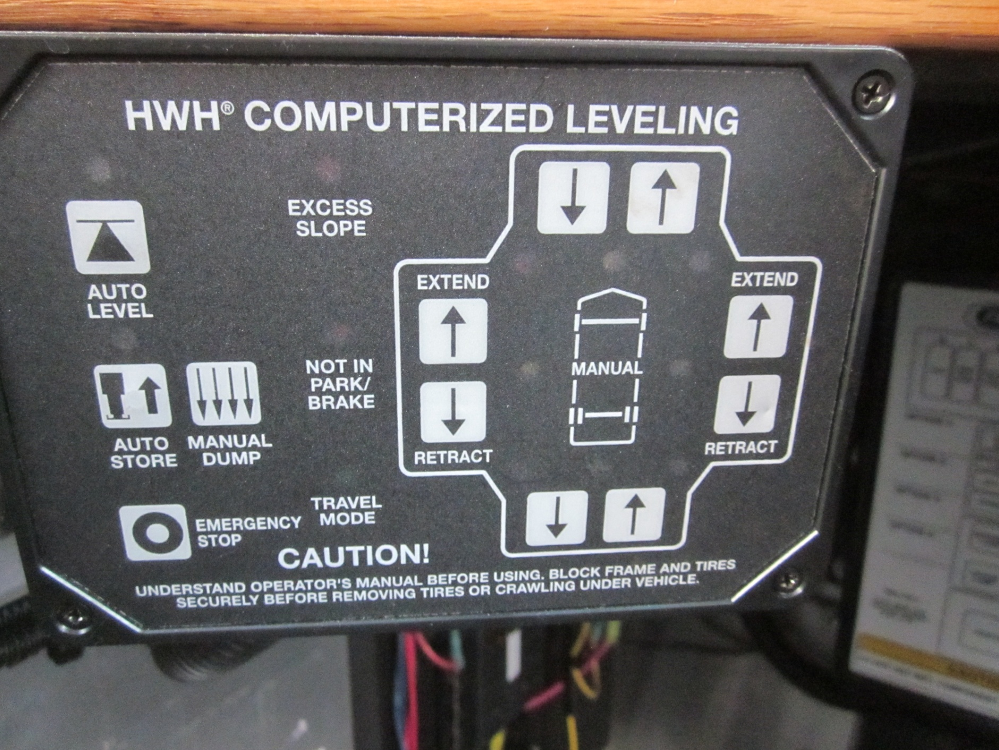 HWH® COMPUTERIZED LEVELING
EXCESS
SLOPE
AUTO
LEVEL
NOT IN
PARK/
BRAKE
AUTO
STORE
MANUAL
DUMP
TRAVEL
MODE
EMERGENCY
STOP
EXTEND
RETRACT
MANUAL
EXTEND
RETRACT
CAUTION!
UNDERSTAND OPERATOR'S MANUAL BEFORE USING. BLOCK FRAME AND TIRES
SECURELY BEFORE REMOVING TIRES OR CRAWLING UNDER VEHICLE.